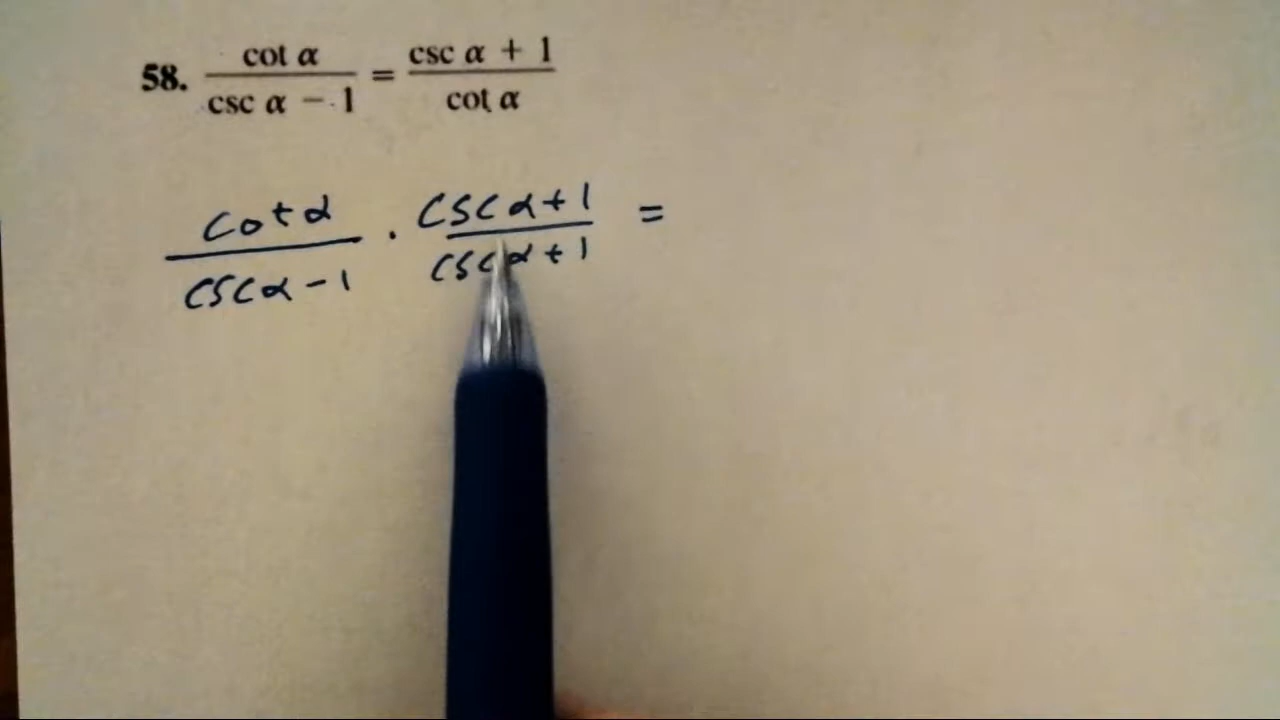 58. cot α / csc α − 1 = csc α + 1 / cot α
cot α / csc α − 1 · csc α + 1 / csc α + 1 =